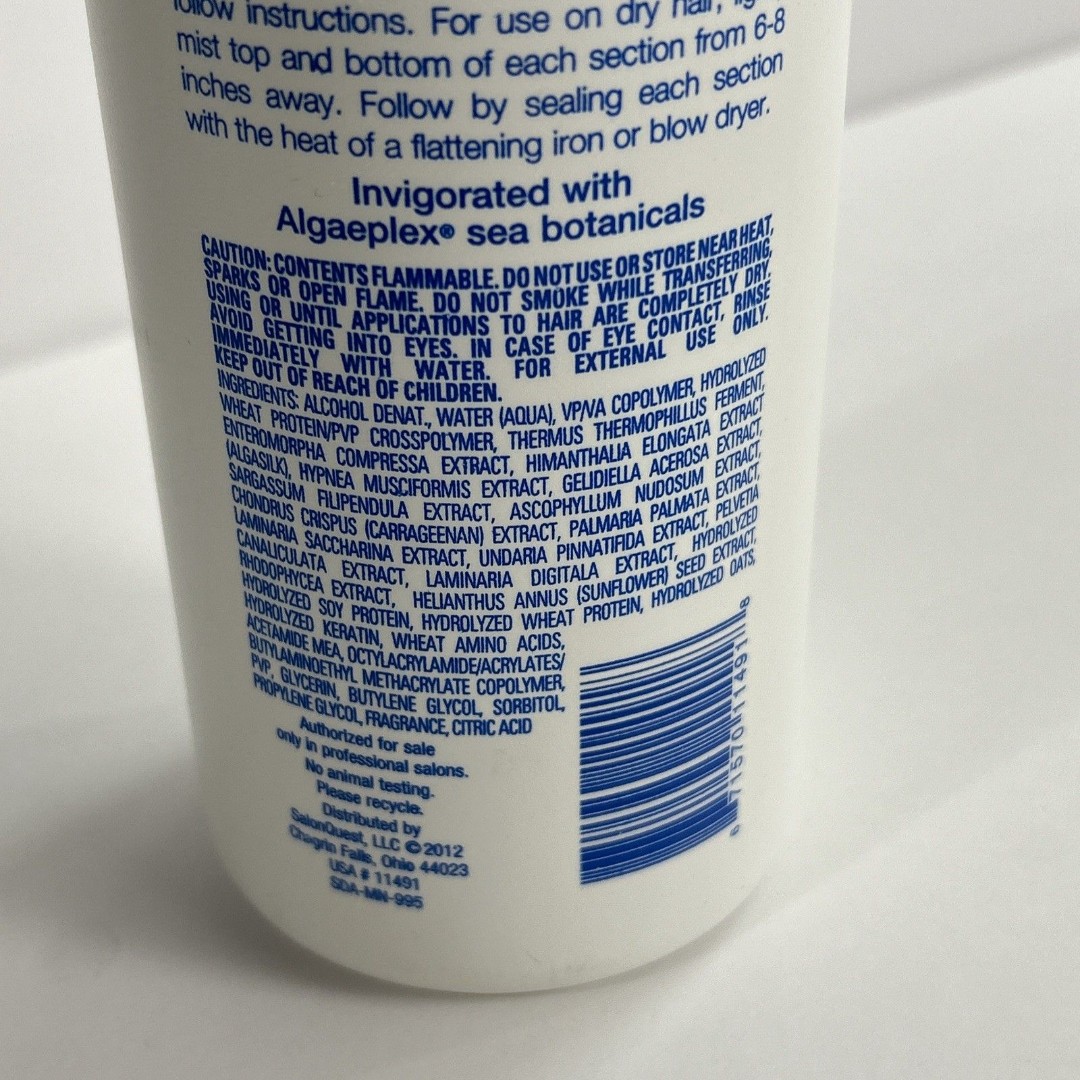 follow instructions. For use on dry hair,
mist top and bottom of each section from 6-8
inches away. Follow by sealing each section
with the heat of a flattening iron or blow dryer.
Invigorated with
Algaeplex® sea botanicals
CAUTION: CONTENTS FLAMMABLE. DO NOT USE OR STORE NEAR HEAT,
SPARKS OR OPEN FLAME. DO NOT SMOKE WHILE TRANSFERRING,
USING OR UNTIL APPLICATIONS TO HAIR ARE COMPLETELY DRY.
AVOID GETTING INTO EYES. IN CASE OF EYE CONTACT, RINSE
IMMEDIATELY WITH WATER. FOR EXTERNAL USE ONLY.
KEEP OUT OF REACH OF CHILDREN.
INGREDIENTS: ALCOHOL DENAT., WATER (AQUA), VP/VA COPOLYMER, HYDROLYZED
WHEAT PROTEIN/PVP CROSSPOLYMER, THERMUS THERMOPHILLUS FERMENT,
ENTEROMORPHA COMPRESSA EXTRACT, HIMANTHALIA ELONGATA EXTRACT
(ALGASILK), HYPNEA MUSCIFORMIS EXTRACT, GELIDIELLA ACEROSA EXTRACT,
SARGASSUM FILIPENDULA EXTRACT, ASCOPHYLLUM NUDOSUM EXTRACT,
CHONDRUS CRISPUS (CARRAGEENAN) EXTRACT, PALMARIA PALMATA EXTRACT,
LAMINARIA SACCHARINA EXTRACT, UNDARIA PINNATIFIDA EXTRACT, PELVETIA
CANALICULATA EXTRACT, LAMINARIA DIGITALA EXTRACT, HYDROLYZED
RHODOPHYCEA EXTRACT, HELIANTHUS ANNUS (SUNFLOWER) SEED EXTRACT,
HYDROLYZED SOY PROTEIN, HYDROLYZED WHEAT PROTEIN, HYDROLYZED OATS,
HYDROLYZED KERATIN, WHEAT AMINO ACIDS,
ACETAMIDE MEA, OCTYLACRYLAMIDE/ACRYLATES/
BUTYLAMINOETHYL METHACRYLATE COPOLYMER,
PVP, GLYCERIN, BUTYLENE GLYCOL, SORBITOL,
PROPYLENE GLYCOL, FRAGRANCE, CITRIC ACID
Authorized for sale
only in professional salons.
No animal testing.
Please recycle.
Distributed by
SalonQuest, LLC © 2012
Chagrin Falls, Ohio 44023
USA # 11491
SDA-MN-995
6 71570 11491 8